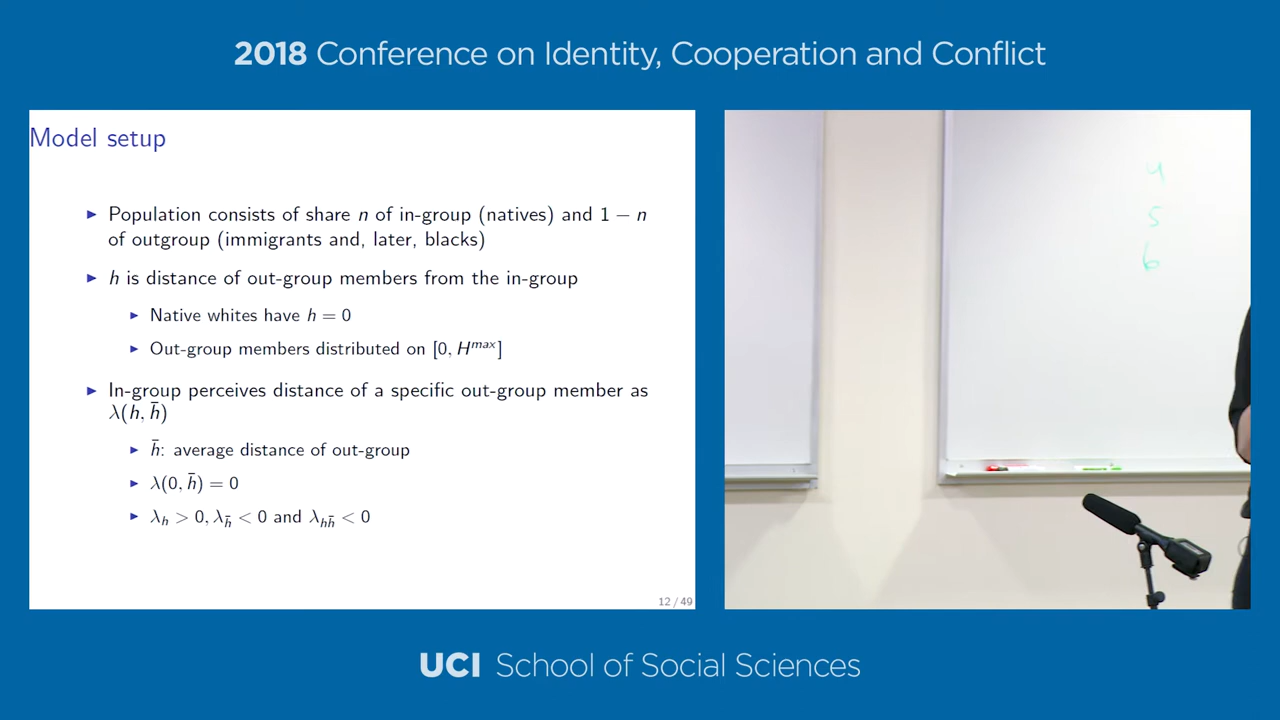 2018 Conference on Identity, Cooperation and Conflict
Model setup
▶ Population consists of share n of in-group (natives) and 1 − n
of outgroup (immigrants and, later, blacks)
▶ h is distance of out-group members from the in-group
▶ Native whites have h = 0
▶ Out-group members distributed on [0, H^max]
▶ In-group perceives distance of a specific out-group member as
λ(h, h̄)
▶ h̄: average distance of out-group
▶ λ(0, h̄) = 0
▶ λ_h > 0, λ_h̄ < 0 and λ_hh̄ < 0
12 / 49
4
5
6
UCI School of Social Sciences